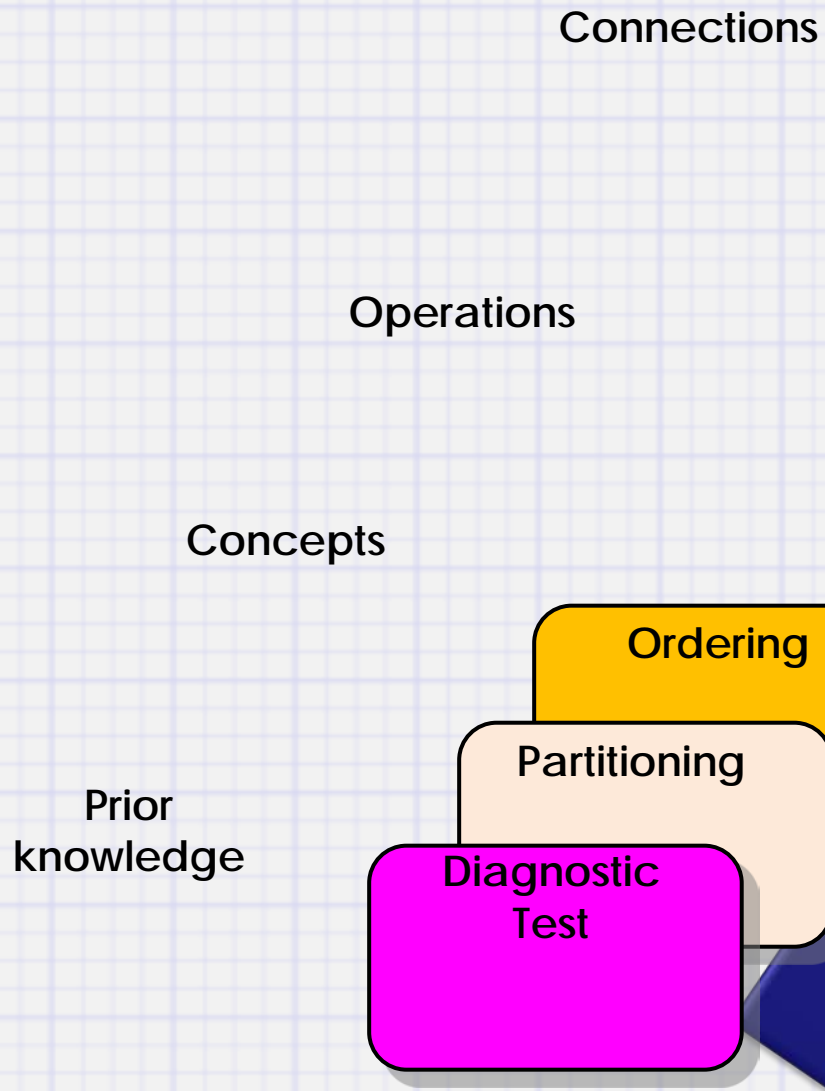 Connections
Operations
Concepts
Ordering
Partitioning
Prior
knowledge
Diagnostic
Test